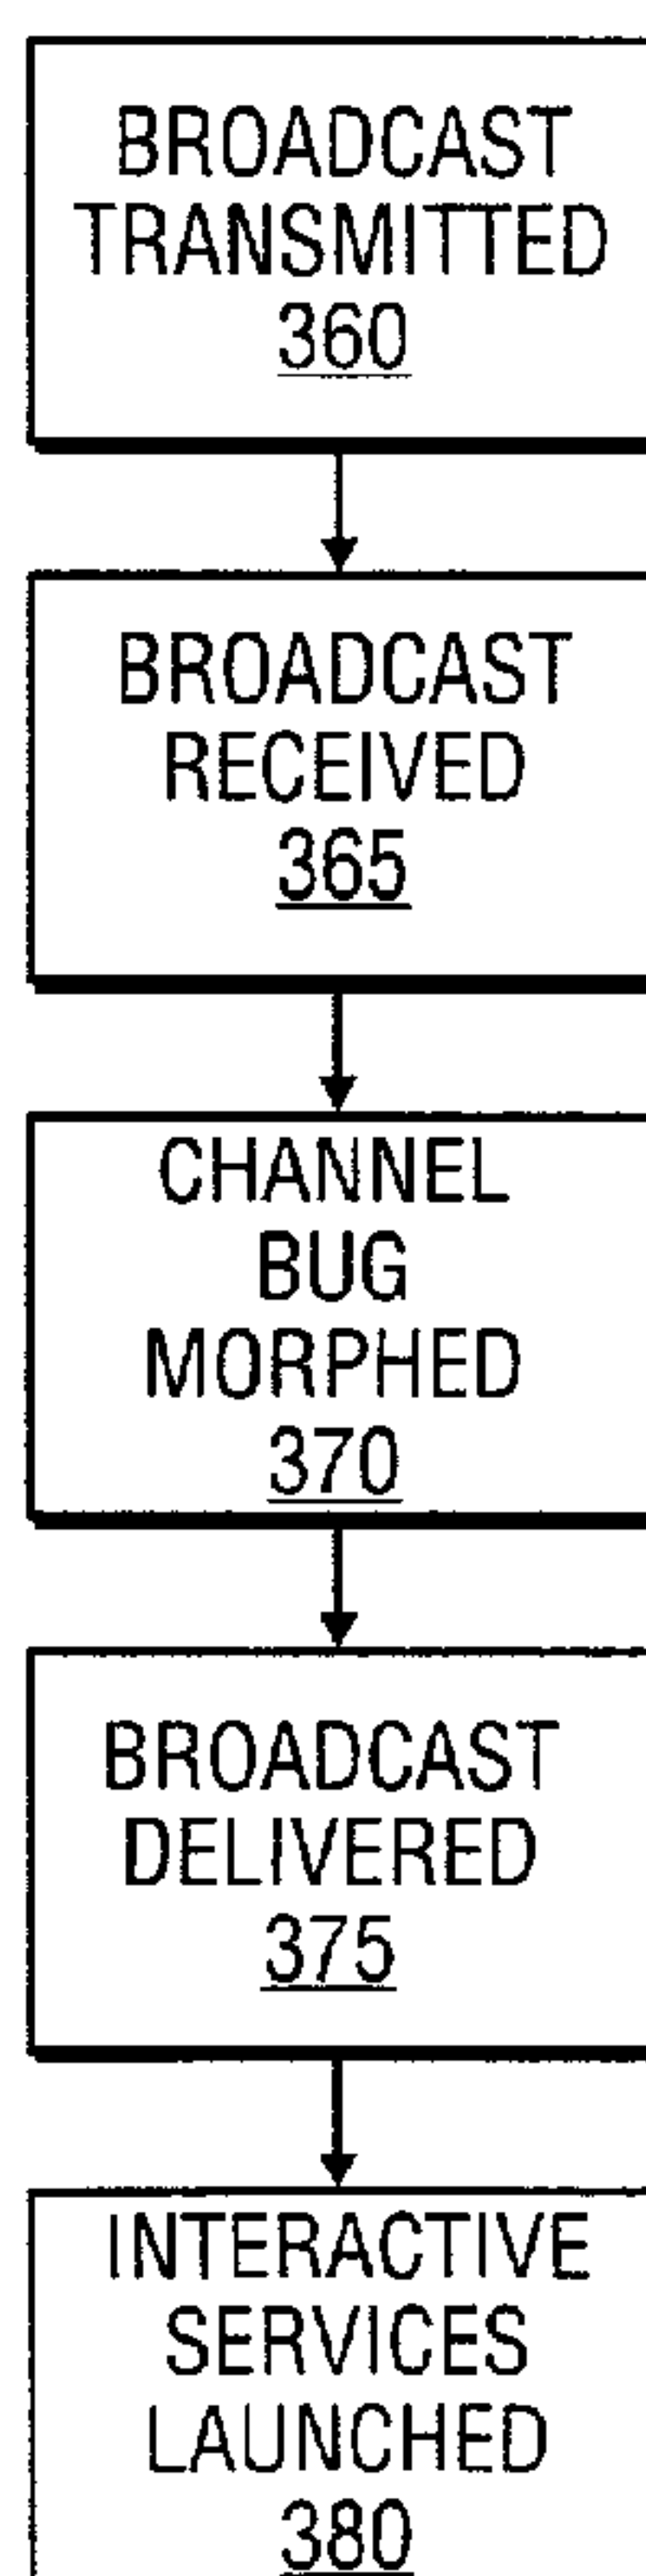 BROADCAST
TRANSMITTED
360
BROADCAST
RECEIVED
365
CHANNEL
BUG
MORPHED
370
BROADCAST
DELIVERED
375
INTERACTIVE
SERVICES
LAUNCHED
380